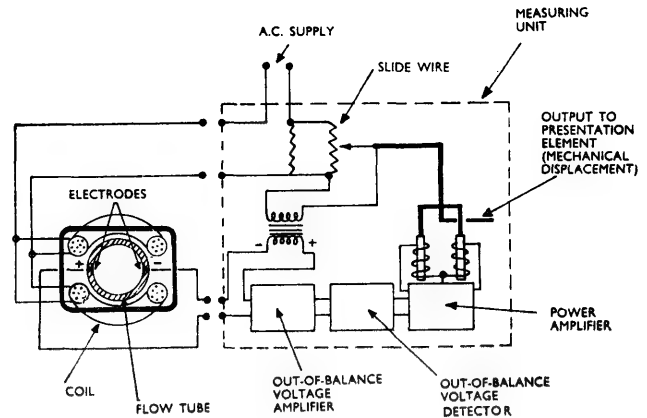 MEASURING
UNIT
A.C. SUPPLY
SLIDE WIRE
OUTPUT TO
PRESENTATION
ELEMENT
(MECHANICAL
DISPLACEMENT)
ELECTRODES
+
-
-
+
POWER
AMPLIFIER
COIL
FLOW TUBE
OUT-OF-BALANCE
VOLTAGE
AMPLIFIER
OUT-OF-BALANCE
VOLTAGE
DETECTOR